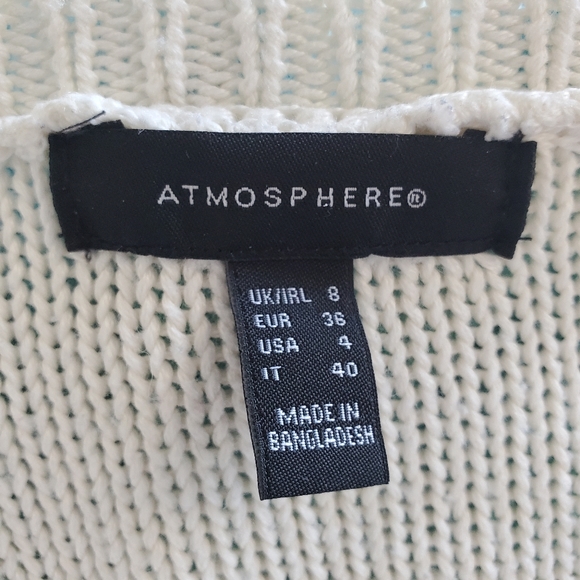 ATMOSPHERE®
UK/IRL 8
EUR 36
USA 4
IT 40
MADE IN
BANGLADESH